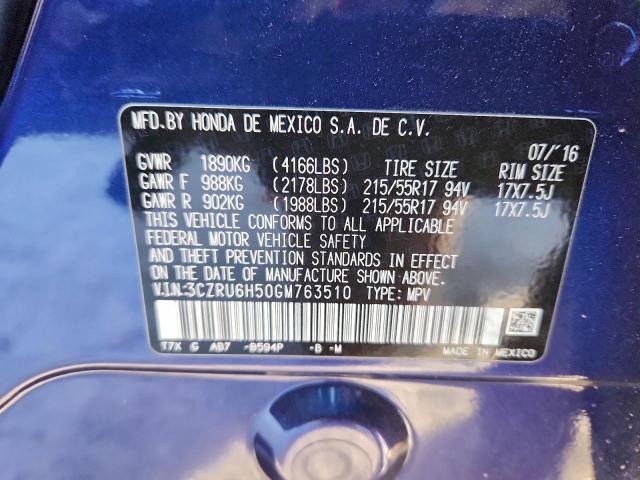 MFD.BY HONDA DE MEXICO S.A. DE C.V.
07/'16
GVWR 1890KG (4166LBS) TIRE SIZE RIM SIZE
GAWR F 988KG (2178LBS) 215/55R17 94V 17X7.5J
GAWR R 902KG (1988LBS) 215/55R17 94V 17X7.5J
THIS VEHICLE CONFORMS TO ALL APPLICABLE
FEDERAL MOTOR VEHICLE SAFETY
AND THEFT PREVENTION STANDARDS IN EFFECT
ON THE DATE OF MANUFACTURE SHOWN ABOVE.
V.I.N:3CZRU6H50GM763510 TYPE: MPV
T7X G AB7 -B594P -B -M MADE IN MEXICO